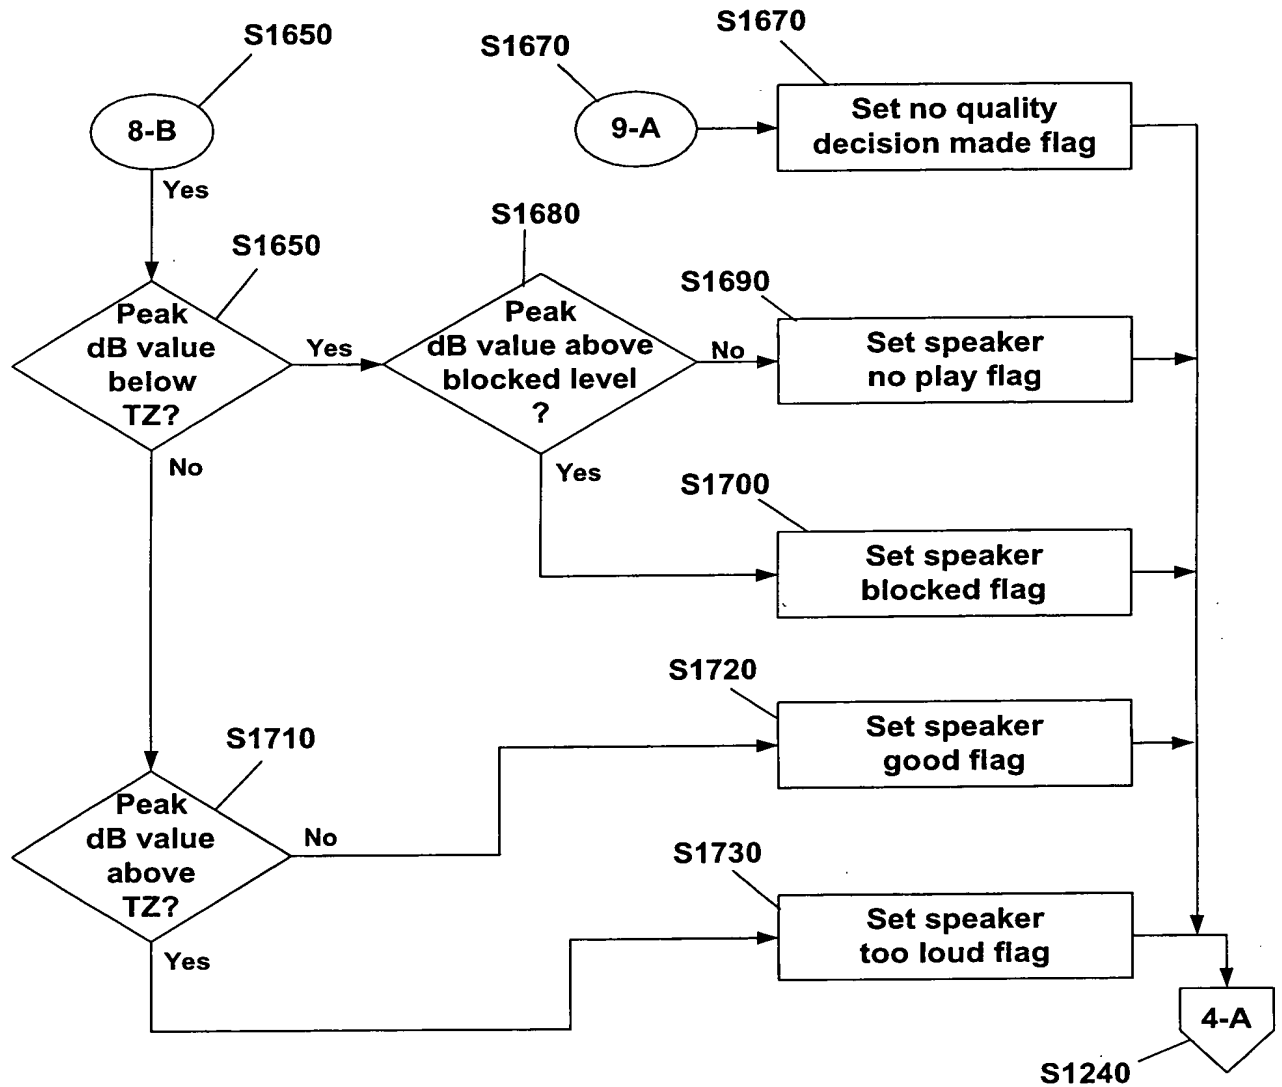 S1650
S1670
S1670
8-B
9-A
Set no quality
decision made flag
Yes
S1650
S1680
S1690
Peak
dB value
below
TZ?
Yes
Peak
dB value above
blocked level
?
No
Set speaker
no play flag
No
Yes
S1700
Set speaker
blocked flag
S1710
S1720
Set speaker
good flag
Peak
dB value
above
TZ?
No
S1730
Set speaker
too loud flag
Yes
4-A
S1240